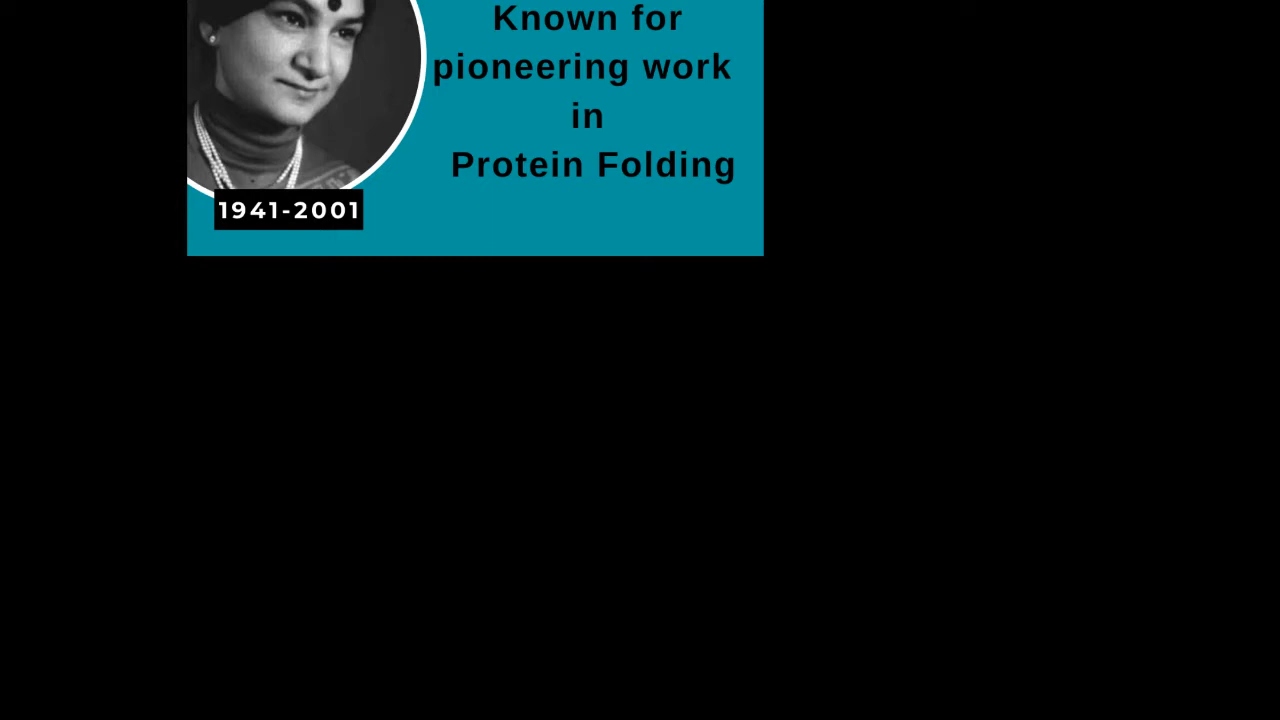 Known for
pioneering work
in
Protein Folding
1941-2001